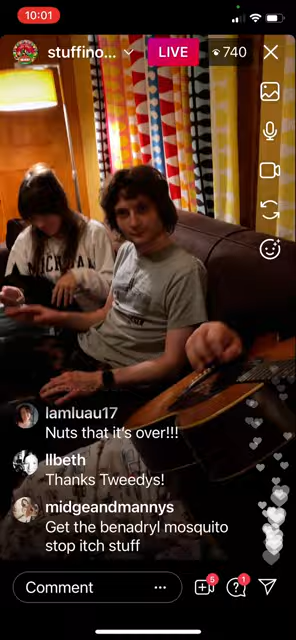 10:01
stuffino...
LIVE
740
MICHIGAN
lamluau17
Nuts that it's over!!!
llbeth
Thanks Tweedys!
midgeandmannys
Get the benadryl mosquito
stop itch stuff
Comment
5
1